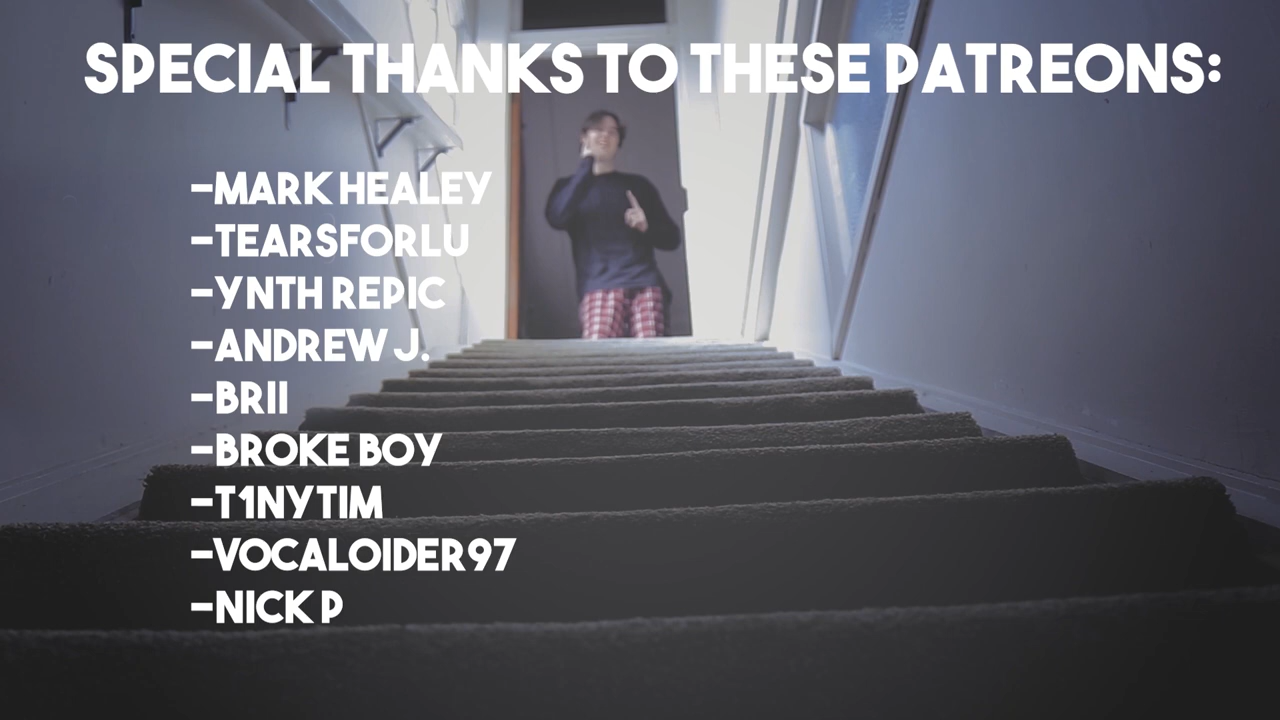 SPECIAL THANKS TO THESE PATREONS:
-MARK HEALEY
-TEARSFORLU
-YNTH REPIC
-ANDREW J.
-BRII
-BROKE BOY
-T1NYTIM
-VOCALOIDER97
-NICK P